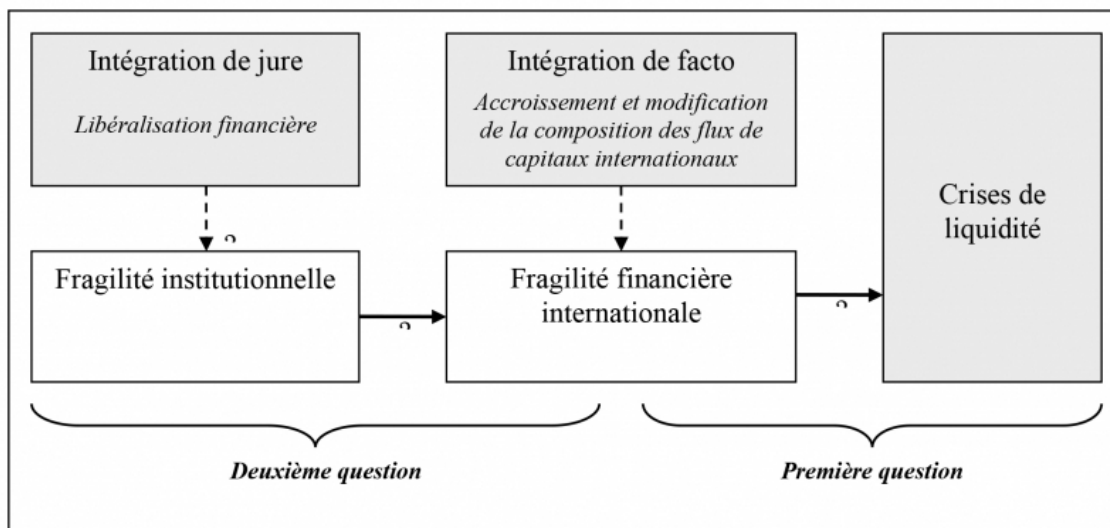 Intégration de jure
Libéralisation financière
Intégration de facto
Accroissement et modification
de la composition des flux de
capitaux internationaux
Crises de
liquidité
Fragilité institutionnelle
Fragilité financière
internationale
Deuxième question
Première question